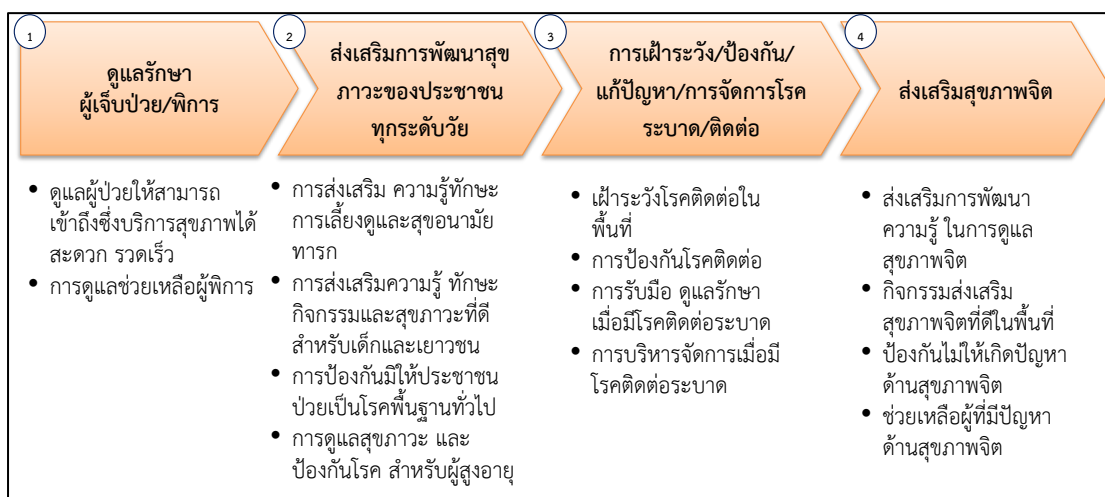 1
ดูแลรักษา
ผู้เจ็บป่วย/พิการ
• ดูแลผู้ป่วยให้สามารถ
เข้าถึงซึ่งบริการสุขภาพได้
สะดวก รวดเร็ว
• การดูแลช่วยเหลือผู้พิการ
2
ส่งเสริมการพัฒนาสุข
ภาวะของประชาชน
ทุกระดับวัย
• การส่งเสริม ความรู้ทักษะ
การเลี้ยงดูและสุขอนามัย
ทารก
• การส่งเสริมความรู้ ทักษะ
กิจกรรมและสุขภาวะที่ดี
สำหรับเด็กและเยาวชน
• การป้องกันมิให้ประชาชน
ป่วยเป็นโรคพื้นฐานทั่วไป
• การดูแลสุขภาวะ และ
ป้องกันโรค สำหรับผู้สูงอายุ
3
การเฝ้าระวัง/ป้องกัน/
แก้ปัญหา/การจัดการโรค
ระบาด/ติดต่อ
• เฝ้าระวังโรคติดต่อใน
พื้นที่
• การป้องกันโรคติดต่อ
• การรับมือ ดูแลรักษา
เมื่อมีโรคติดต่อระบาด
• การบริหารจัดการเมื่อมี
โรคติดต่อระบาด
4
ส่งเสริมสุขภาพจิต
• ส่งเสริมการพัฒนา
ความรู้ ในการดูแล
สุขภาพจิต
• กิจกรรมส่งเสริม
สุขภาพจิตที่ดีในพื้นที่
• ป้องกันไม่ให้เกิดปัญหา
ด้านสุขภาพจิต
• ช่วยเหลือผู้ที่มีปัญหา
ด้านสุขภาพจิต